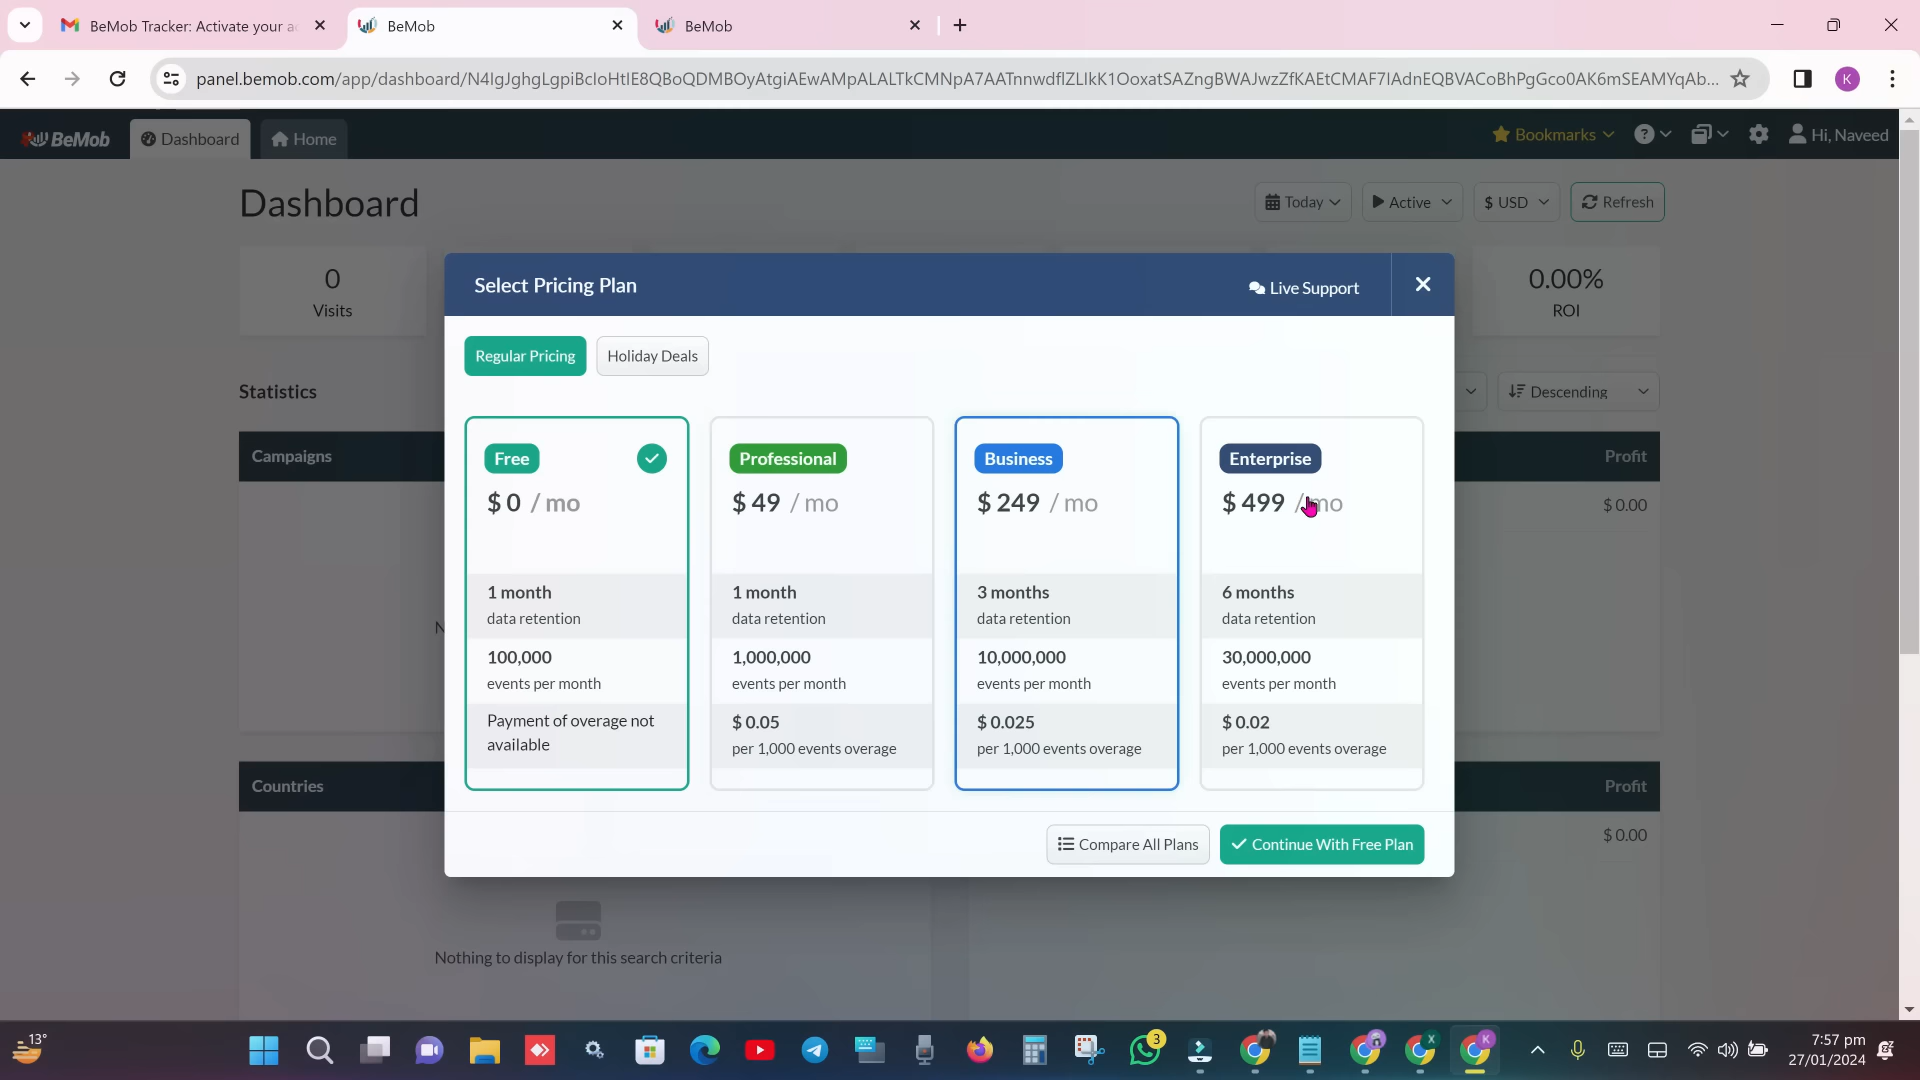 BeMob Tracker: Activate your a
BeMob
BeMob
panel.bemob.com/app/dashboard/
K
BeMob
Dashboard
Home
Bookmarks
Hi, Naveed
Dashboard
Today
Active
$ USD
Refresh
0
Visits
0.00%
ROI
Select Pricing Plan
Live Support
Regular Pricing
Holiday Deals
Statistics
Descending
Campaigns
Profit
$ 0.00
Free
$ 0 / mo
1 month
data retention
100,000
events per month
Payment of overage not
available
Professional
$ 49 / mo
1 month
data retention
1,000,000
events per month
$ 0.05
per 1,000 events overage
Business
$ 249 / mo
3 months
data retention
10,000,000
events per month
$ 0.025
per 1,000 events overage
Enterprise
$ 499 / mo
6 months
data retention
30,000,000
events per month
$ 0.02
per 1,000 events overage
Countries
Profit
$ 0.00
Compare All Plans
Continue With Free Plan
Nothing to display for this search criteria
13°
3
7:57 pm
27/01/2024